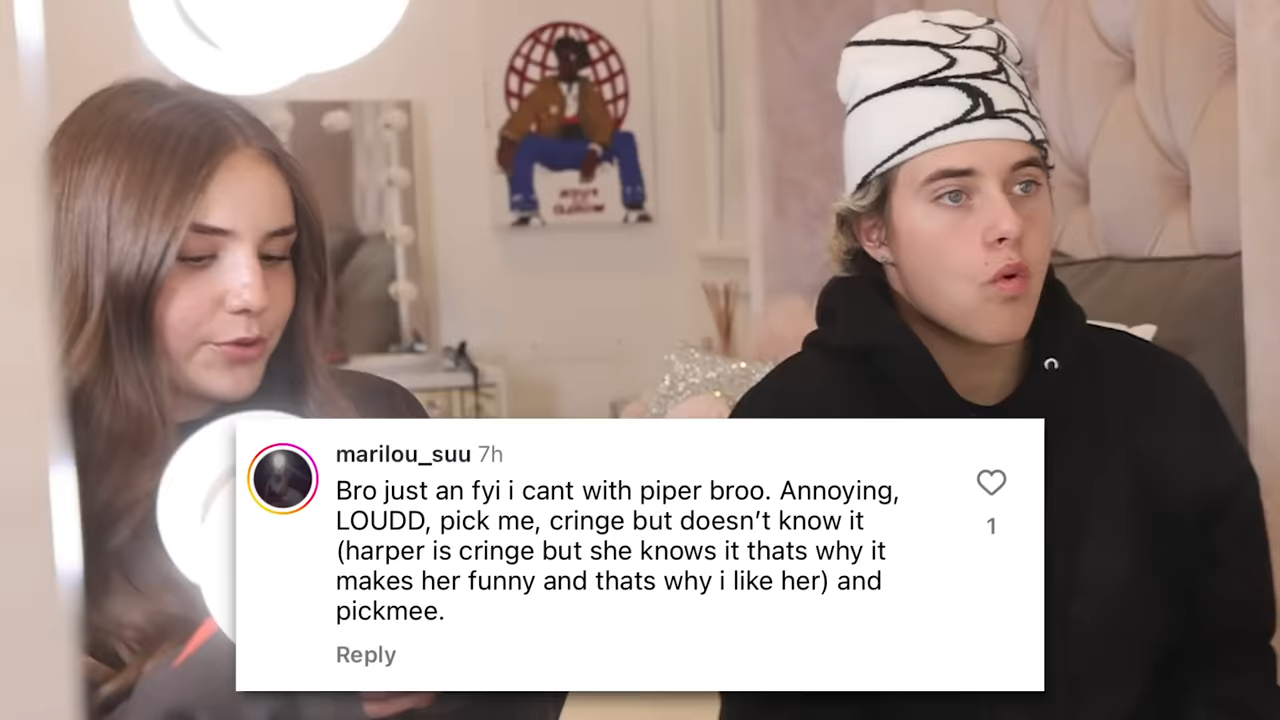 marilou_suu 7h
Bro just an fyi i cant with piper broo. Annoying,
LOUDD, pick me, cringe but doesn’t know it
(harper is cringe but she knows it thats why it
makes her funny and thats why i like her) and
pickmee.
1
Reply